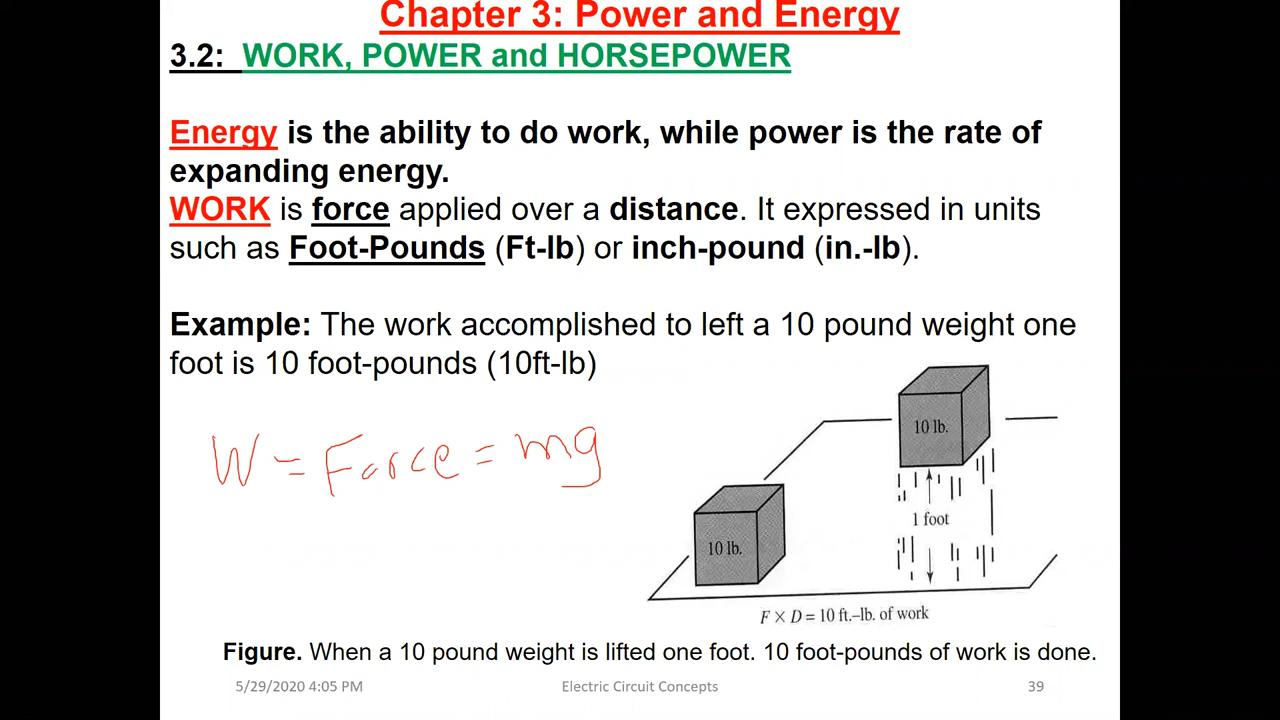 Chapter 3: Power and Energy
3.2: WORK, POWER and HORSEPOWER
Energy is the ability to do work, while power is the rate of
expanding energy.
WORK is force applied over a distance. It expressed in units
such as Foot-Pounds (Ft-lb) or inch-pound (in.-lb).
Example: The work accomplished to left a 10 pound weight one
foot is 10 foot-pounds (10ft-lb)
W = Force = mg
10 lb.
10 lb.
1 foot
F × D = 10 ft.–lb. of work
Figure. When a 10 pound weight is lifted one foot. 10 foot-pounds of work is done.
5/29/2020 4:05 PM
Electric Circuit Concepts
39